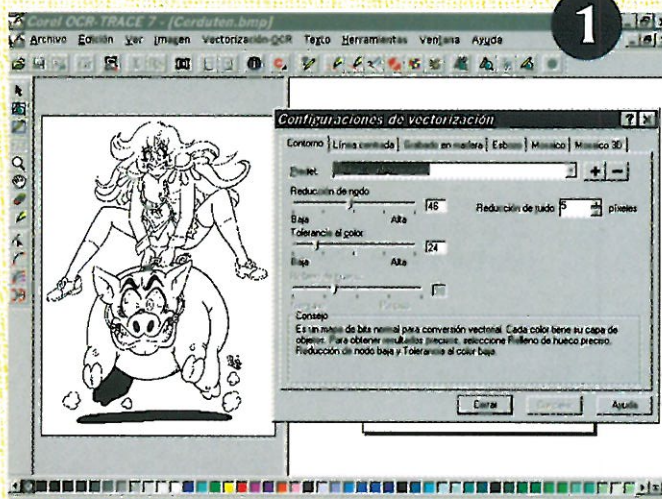 Corel OCR-TRACE 7 - [Cerduten.bmp]
1
Archivo Edición Ver Imagen Vectorización-OCR Texto Herramientas Ventana Ayuda
Configuraciones de vectorización
Contorno Línea centrada Grabado en madera Esbozo Mosaico Mosaico 3D
Predet.
Reducción de nodo
46
Reducción de ruido 5 píxeles
Baja Alta
Tolerancia al color
24
Baja Alta
Consejo
Es un mapa de bits normal para conversión vectorial. Cada color tiene su capa de
objetos. Para obtener resultados precisos, seleccione Relleno de hueco preciso,
Reducción de nodo baja y Tolerancia al color baja.
Cerrar Ayuda